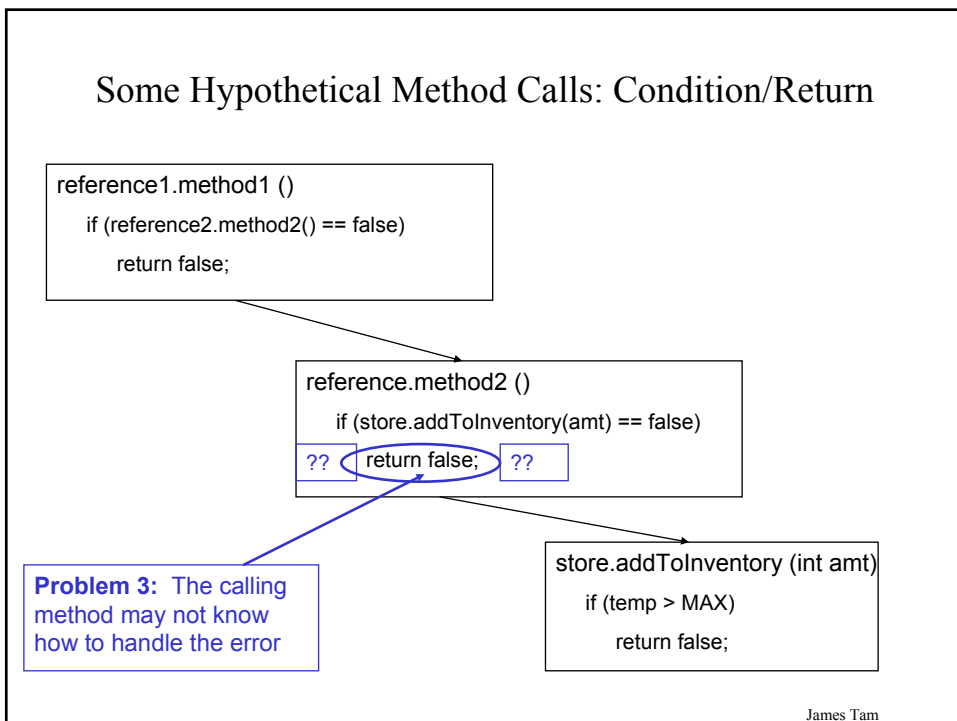 Some Hypothetical Method Calls: Condition/Return
reference1.method1 ()
if (reference2.method2() == false)
return false;
reference.method2 ()
if (store.addToInventory(amt) == false)
?? return false; ??
Problem 3: The calling
method may not know
how to handle the error
store.addToInventory (int amt)
if (temp > MAX)
return false;
James Tam